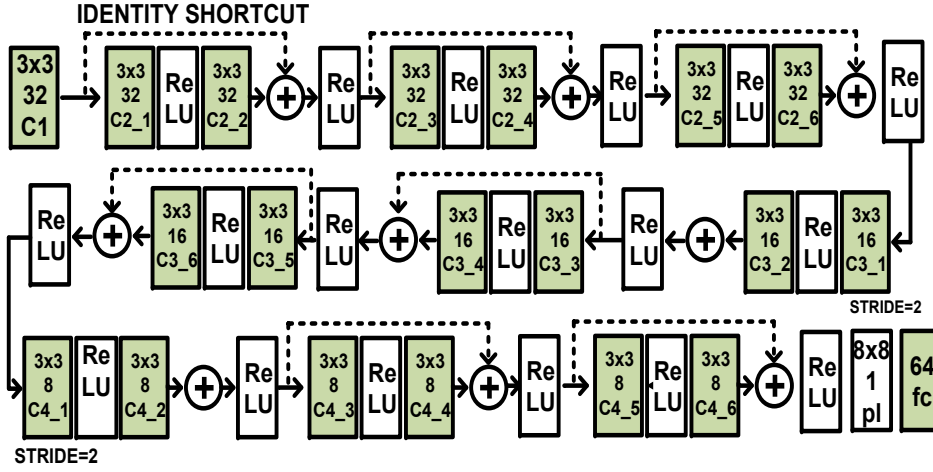 IDENTITY SHORTCUT
3x3
32
C1
3x3
32
C2_1
Re
LU
3x3
32
C2_2
+
Re
LU
3x3
32
C2_3
Re
LU
3x3
32
C2_4
+
Re
LU
3x3
32
C2_5
Re
LU
3x3
32
C2_6
+
Re
LU
Re
LU
+
3x3
16
C3_6
Re
LU
3x3
16
C3_5
Re
LU
+
3x3
16
C3_4
Re
LU
3x3
16
C3_3
Re
LU
+
3x3
16
C3_2
Re
LU
3x3
16
C3_1
STRIDE=2
3x3
8
C4_1
Re
LU
3x3
8
C4_2
+
Re
LU
3x3
8
C4_3
Re
LU
3x3
8
C4_4
+
Re
LU
3x3
8
C4_5
Re
LU
3x3
8
C4_6
+
Re
LU
8x8
1
pl
64
fc
STRIDE=2